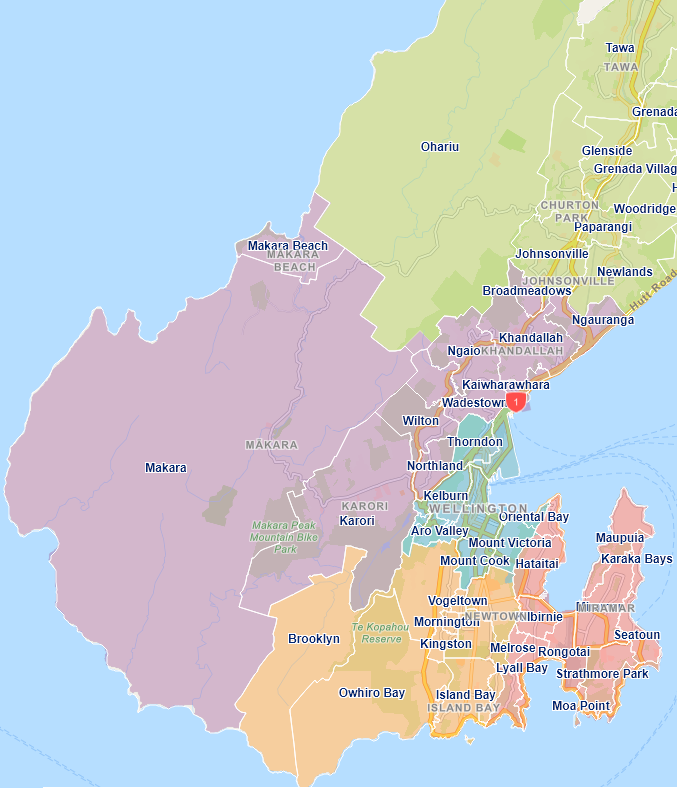 Tawa
TAWA
Grenada
Ohariu
Glenside
Grenada Villag
H
CHURTON
PARK
Woodridge
Paparangi
Makara Beach
MĀKARA
BEACH
Johnsonville
JOHNSONVILLE
Newlands
Broadmeadows
Hutt Road
Ngauranga
Khandallah
Ngaio
KHANDALLAH
Kaiwharawhara
Wadestown
1
Wilton
Thorndon
MĀKARA
Makara
Northland
Kelburn
KARORI
Karori
WELLINGTON
Oriental Bay
Makara Peak
Mountain Bike
Park
Aro Valley
Mount Victoria
Maupuia
Mount Cook
Hataitai
Karaka Bays
Vogeltown
MIRAMAR
Mornington
NEWTOWN
lbirnie
Te Kopahou
Reserve
Brooklyn
Kingston
Melrose
Rongotai
Seatoun
Lyall Bay
Strathmore Park
Owhiro Bay
Island Bay
ISLAND BAY
Moa Point